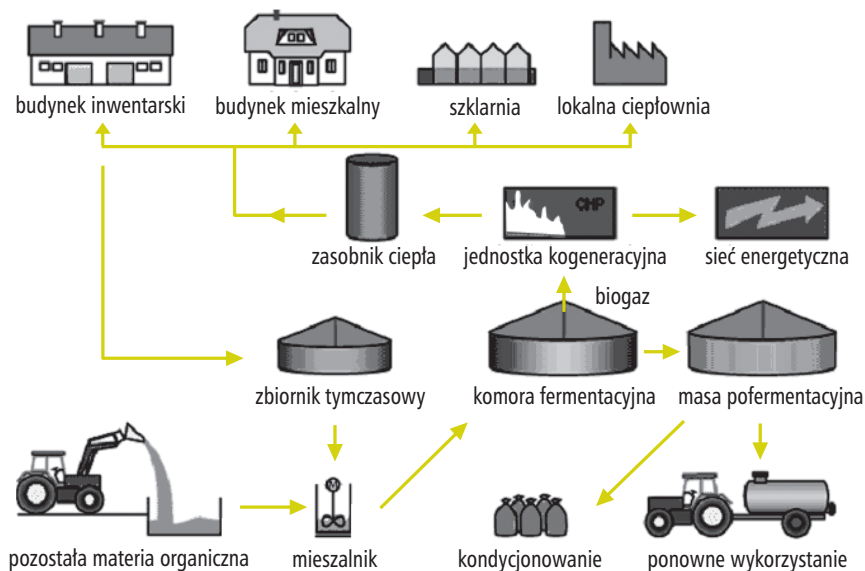 budynek inwentarski
budynek mieszkalny
szklarnia
lokalna ciepłownia
CHP
zasobnik ciepła
jednostka kogeneracyjna
sieć energetyczna
biogaz
zbiornik tymczasowy
komora fermentacyjna
masa pofermentacyjna
M
pozostała materia organiczna
mieszalnik
kondycjonowanie
ponowne wykorzystanie